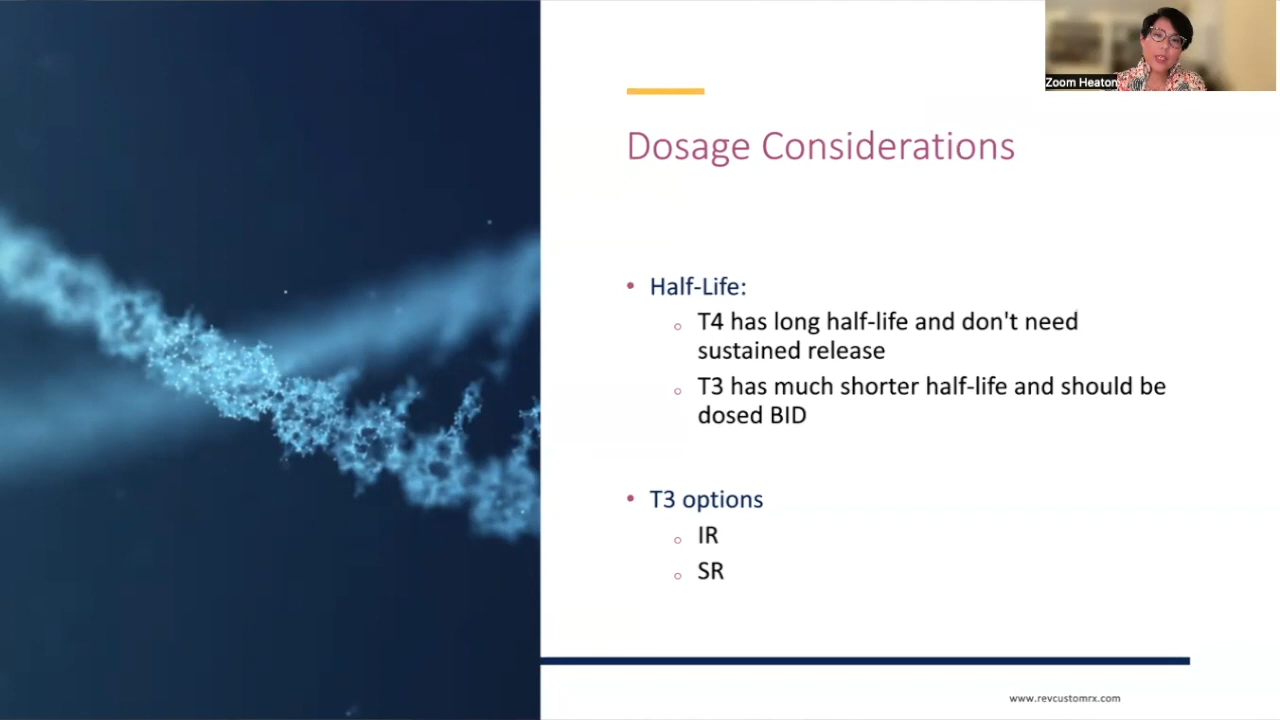 Zoom Heaton
Dosage Considerations
• Half-Life:
○ T4 has long half-life and don't need
sustained release
○ T3 has much shorter half-life and should be
dosed BID
• T3 options
○ IR
○ SR
www.revcustomrx.com